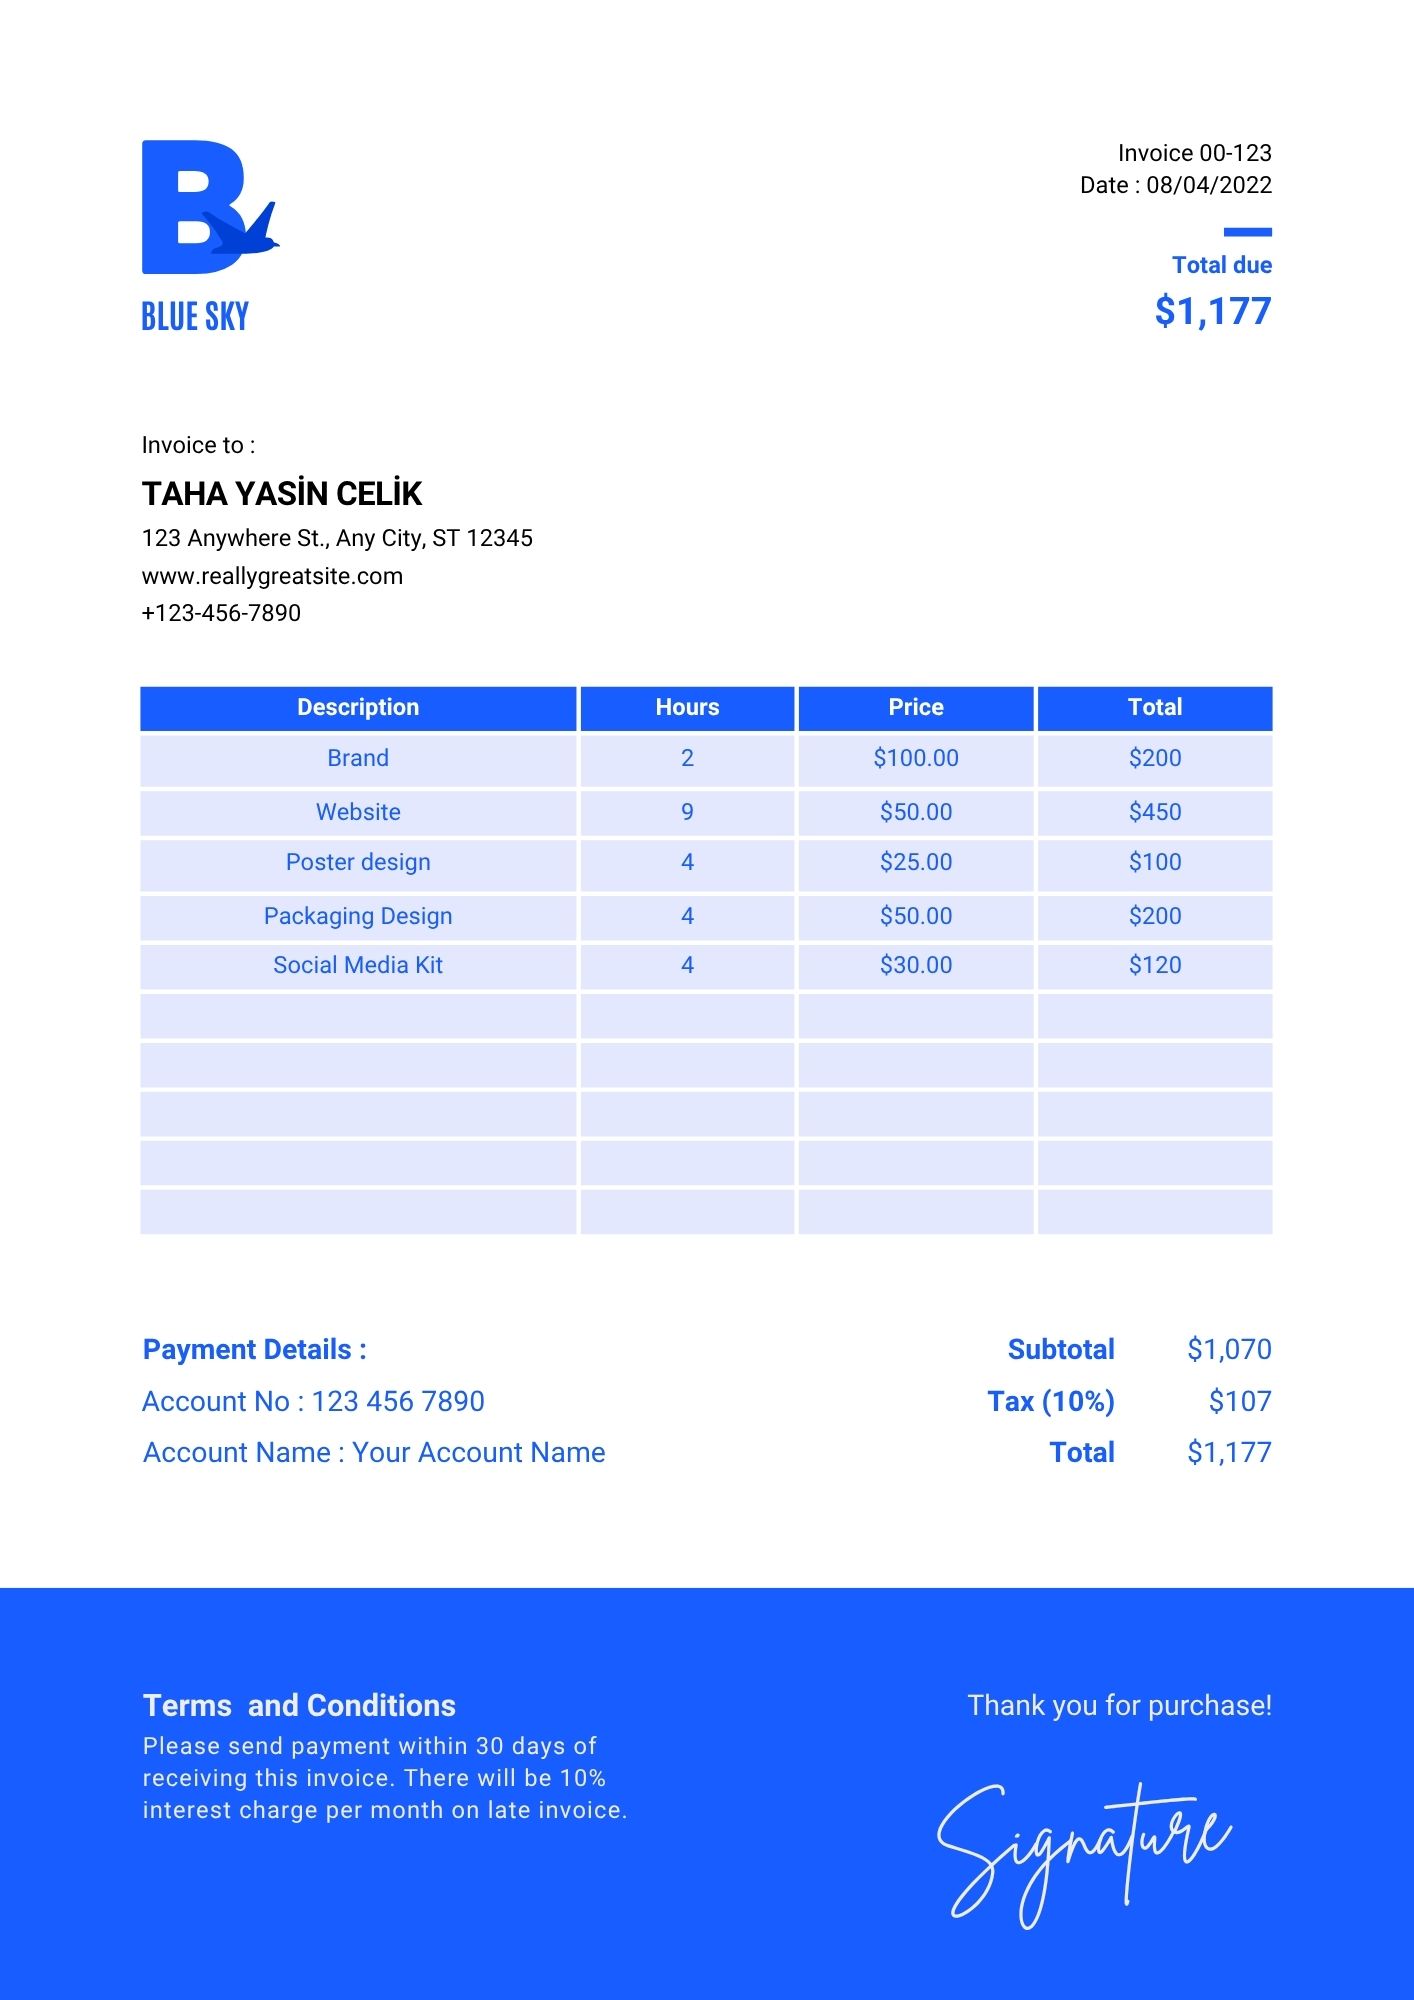 B
BLUE SKY
Invoice 00-123
Date : 08/04/2022
Total due
$1,177
Invoice to :
TAHA YASİN CELİK
123 Anywhere St., Any City, ST 12345
www.reallygreatsite.com
+123-456-7890
Description Hours Price Total
Brand 2 $100.00 $200
Website 9 $50.00 $450
Poster design 4 $25.00 $100
Packaging Design 4 $50.00 $200
Social Media Kit 4 $30.00 $120
Payment Details : Subtotal $1,070
Account No : 123 456 7890 Tax (10%) $107
Account Name : Your Account Name Total $1,177
Terms  and Conditions
Please send payment within 30 days of
receiving this invoice. There will be 10%
interest charge per month on late invoice.
Thank you for purchase!
Signature